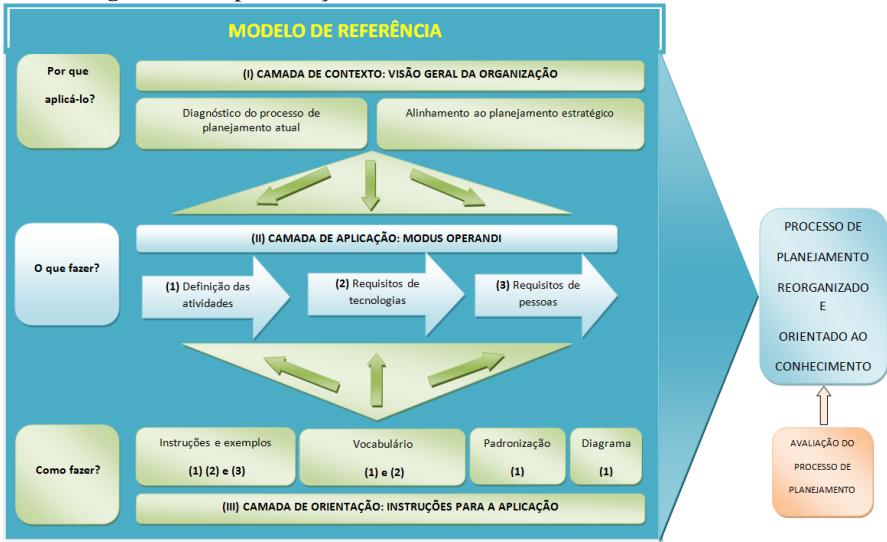 MODELO DE REFERÊNCIA
Por que
aplicá-lo?
(I) CAMADA DE CONTEXTO: VISÃO GERAL DA ORGANIZAÇÃO
Diagnóstico do processo de
planejamento atual
Alinhamento ao planejamento estratégico
O que fazer?
(II) CAMADA DE APLICAÇÃO: MODUS OPERANDI
(1) Definição das
atividades
(2) Requisitos de
tecnologias
(3) Requisitos de
pessoas
Como fazer?
Instruções e exemplos
(1) (2) e (3)
Vocabulário
(1) e (2)
Padronização
(1)
Diagrama
(1)
(III) CAMADA DE ORIENTAÇÃO: INSTRUÇÕES PARA A APLICAÇÃO
PROCESSO DE
PLANEJAMENTO
REORGANIZADO
E
ORIENTADO AO
CONHECIMENTO
AVALIAÇÃO DO
PROCESSO DE
PLANEJAMENTO